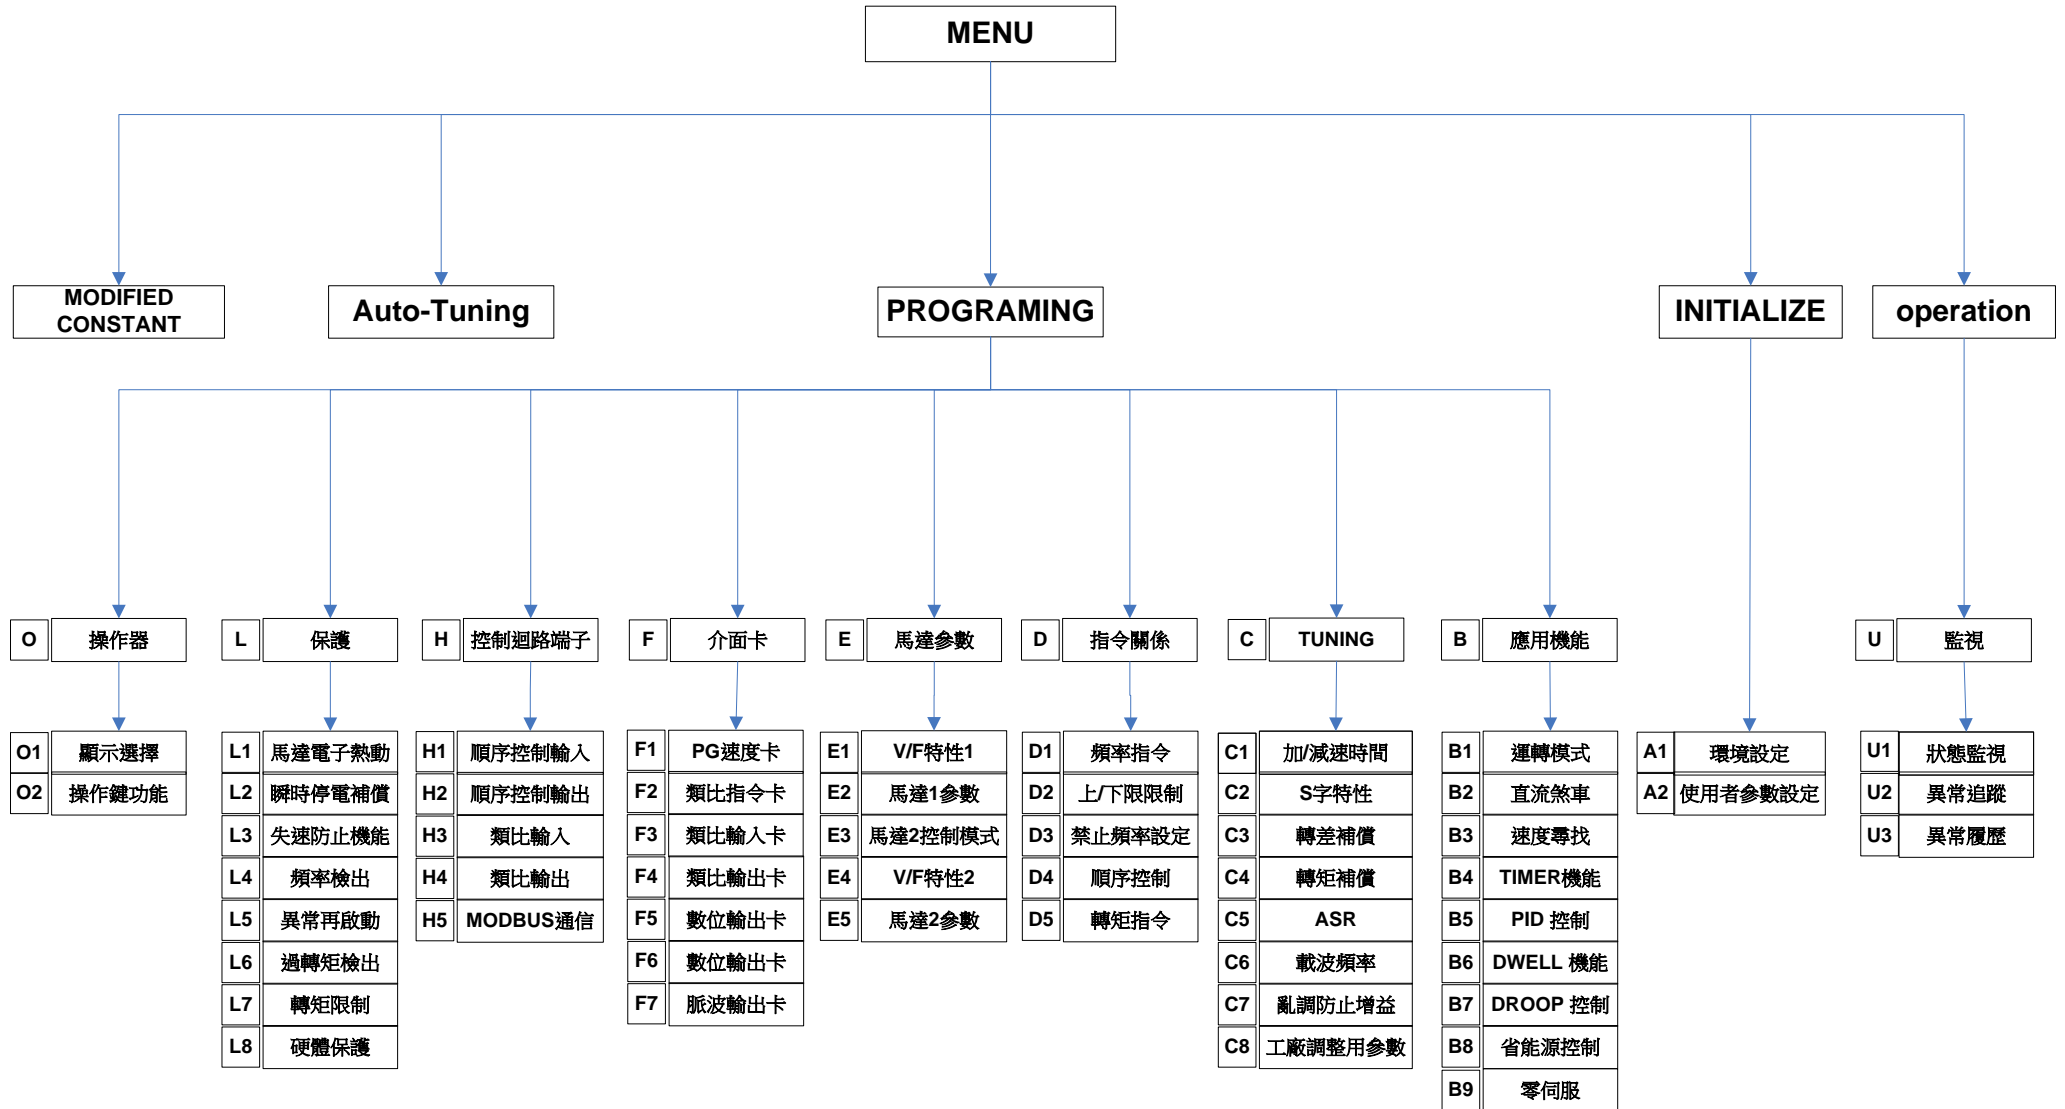 MENU
MODIFIED
CONSTANT
Auto-Tuning
PROGRAMING
INITIALIZE
operation
O 操作器
L 保護
H 控制迴路端子
F 介面卡
E 馬達參數
D 指令關係
C TUNING
B 應用機能
U 監視
O1 顯示選擇
O2 操作鍵功能
L1 馬達電子熱動
L2 瞬時停電補償
L3 失速防止機能
L4 頻率檢出
L5 異常再啟動
L6 過轉矩檢出
L7 轉矩限制
L8 硬體保護
H1 順序控制輸入
H2 順序控制輸出
H3 類比輸入
H4 類比輸出
H5 MODBUS通信
F1 PG速度卡
F2 類比指令卡
F3 類比輸入卡
F4 類比輸出卡
F5 數位輸出卡
F6 數位輸出卡
F7 脈波輸出卡
E1 V/F特性1
E2 馬達1參數
E3 馬達2控制模式
E4 V/F特性2
E5 馬達2參數
D1 頻率指令
D2 上/下限限制
D3 禁止頻率設定
D4 順序控制
D5 轉矩指令
C1 加/減速時間
C2 S字特性
C3 轉差補償
C4 轉矩補償
C5 ASR
C6 載波頻率
C7 亂調防止增益
C8 工廠調整用參數
B1 運轉模式
B2 直流煞車
B3 速度尋找
B4 TIMER機能
B5 PID 控制
B6 DWELL 機能
B7 DROOP 控制
B8 省能源控制
B9 零伺服
A1 環境設定
A2 使用者參數設定
U1 狀態監視
U2 異常追蹤
U3 異常履歷